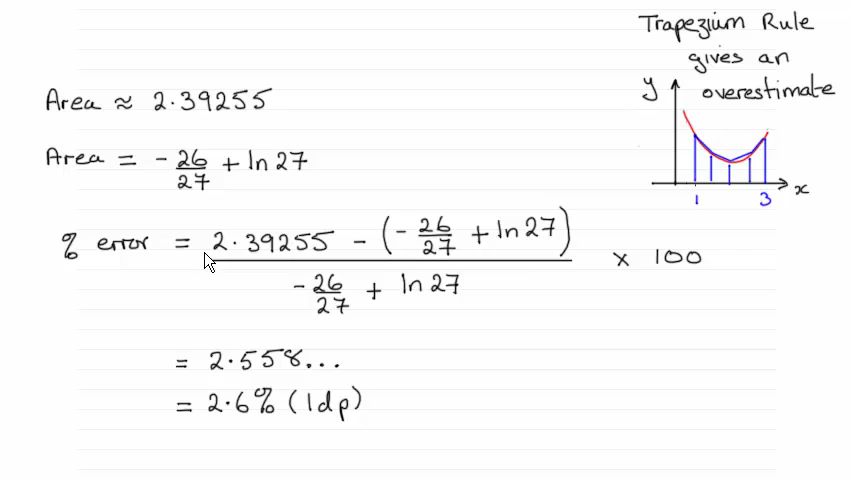 Trapezium Rule
gives an
overestimate
Area ≈ 2.39255
Area = -26/27 + ln 27
% error = 2.39255 - (-26/27 + ln 27) / -26/27 + ln 27 × 100
= 2.558...
= 2.6% (1dp)
y
x
1 3